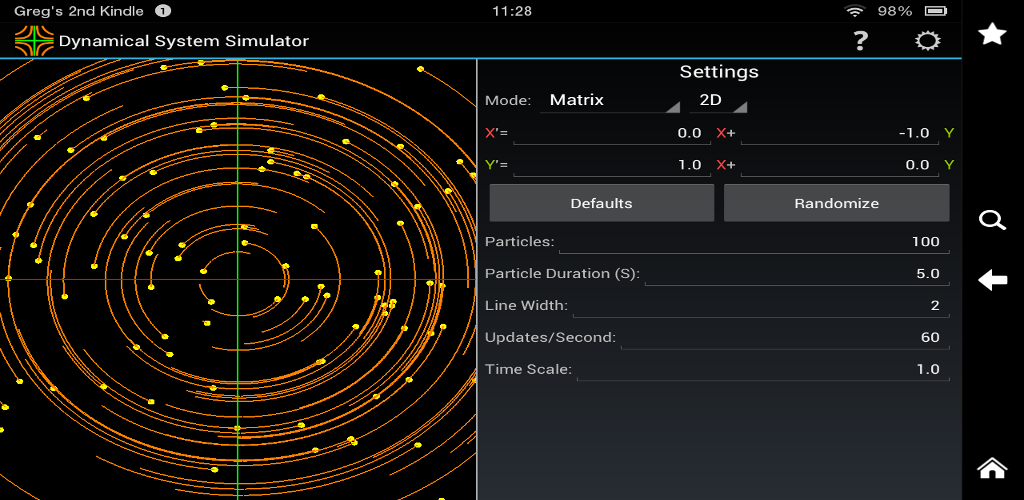 Greg's 2nd Kindle 1 11:28 98%
Dynamical System Simulator ?
Settings
Mode: Matrix 2D
X'= 0.0 X+ -1.0 Y
Y'= 1.0 X+ 0.0 Y
Defaults Randomize
Particles: 100
Particle Duration (S): 5.0
Line Width: 2
Updates/Second: 60
Time Scale: 1.0